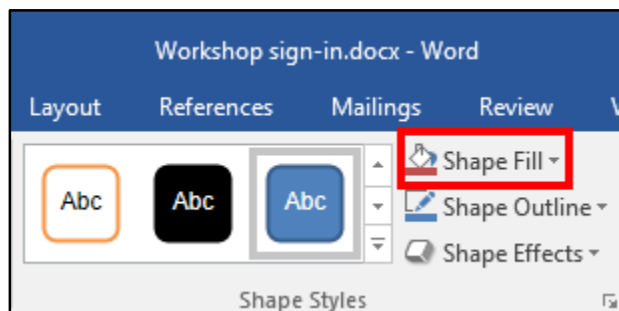 Workshop sign-in.docx - Word
Layout References Mailings Review
Abc Abc Abc
Shape Fill
Shape Outline
Shape Effects
Shape Styles